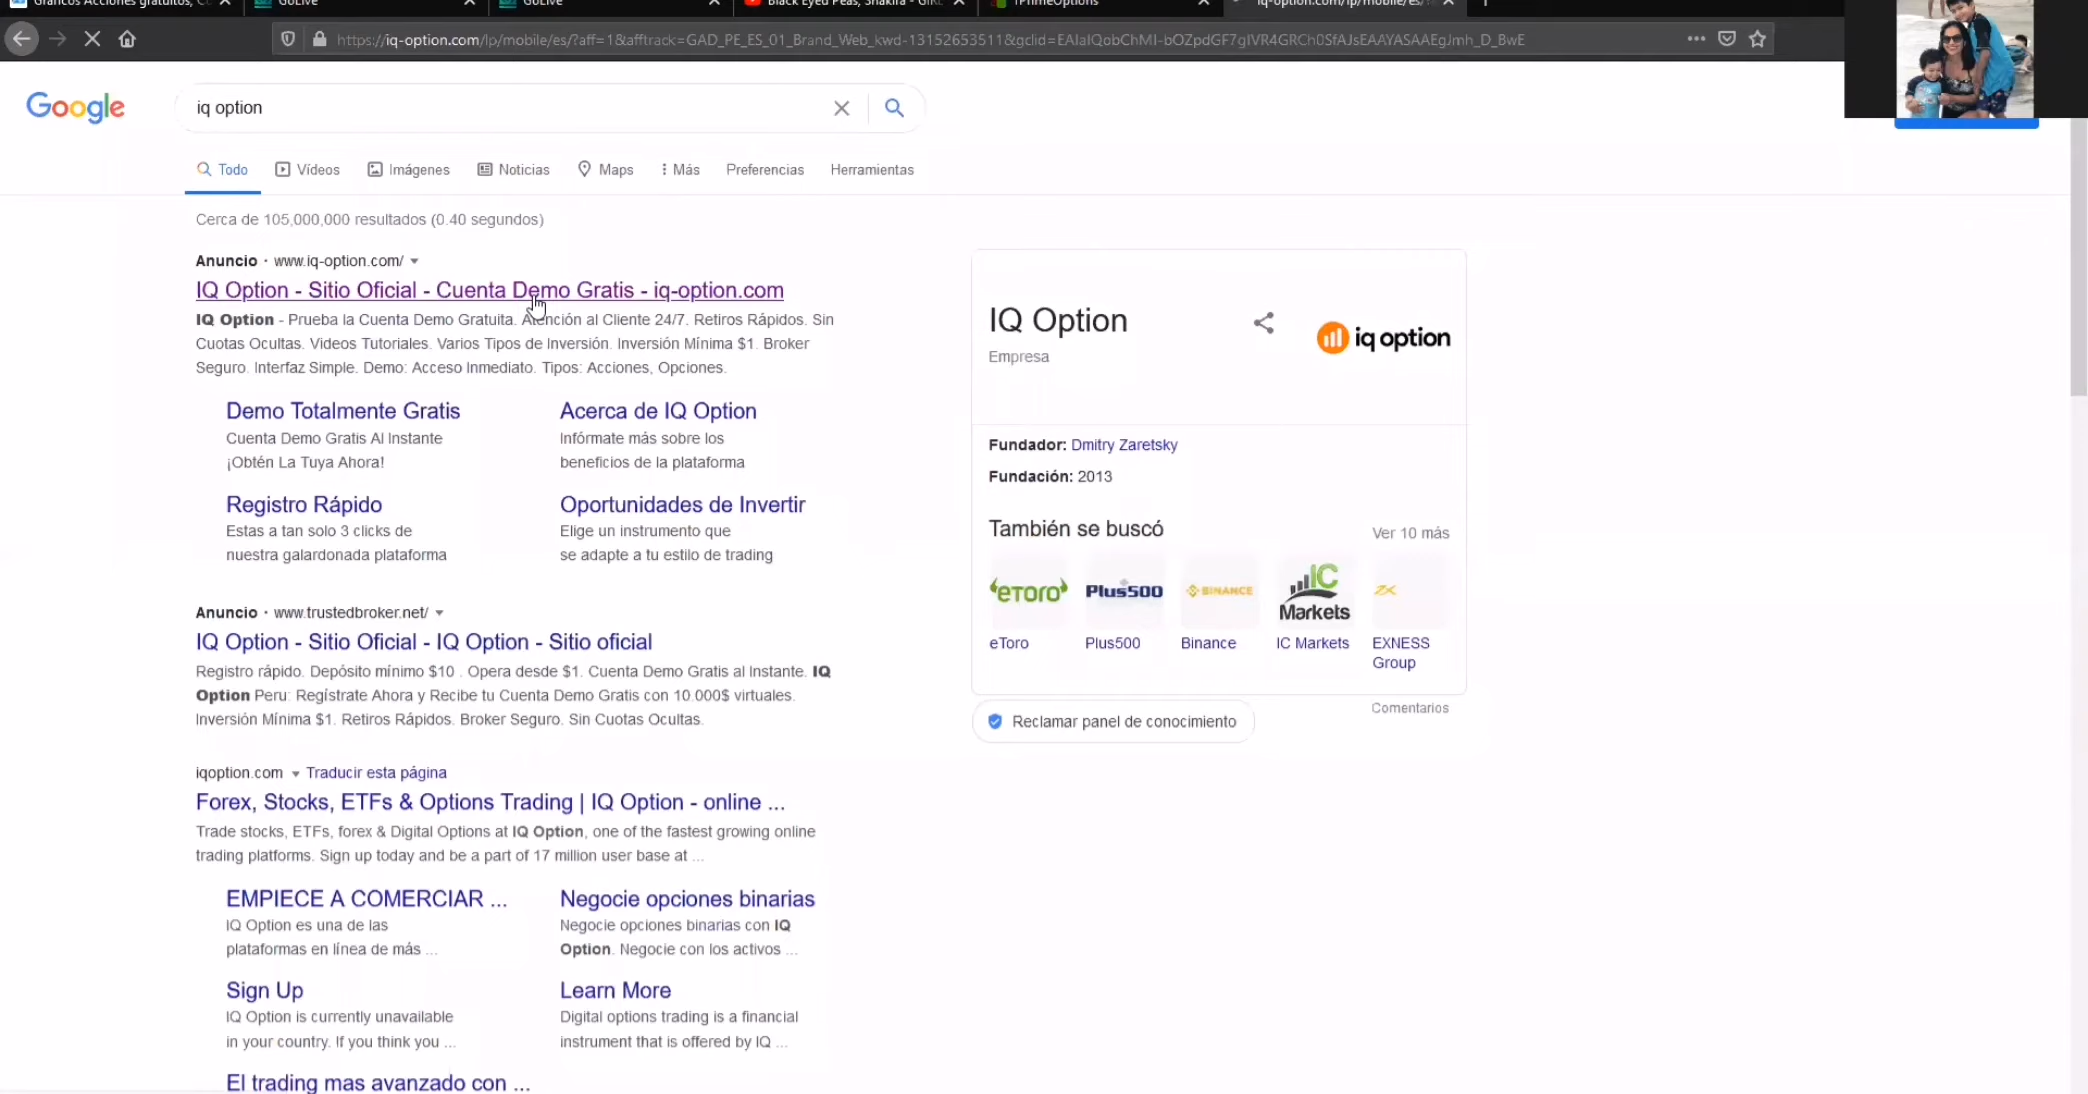 GoLive
GoLive
Black Eyed Peas, Shakira - GIRL
https://iq-option.com/lp/mobile/es/?aff=1&afftrack=GAD_PE_ES_01_Brand_Web_kwd-13152653511&gclid=
Google
iq option
Todo
Vídeos
Imágenes
Noticias
Maps
Más
Preferencias
Herramientas
Cerca de 105,000,000 resultados (0.40 segundos)
Anuncio · www.iq-option.com/
IQ Option - Sitio Oficial - Cuenta Demo Gratis - iq-option.com
IQ Option - Prueba la Cuenta Demo Gratuita. Atención al Cliente 24/7. Retiros Rápidos. Sin
Cuotas Ocultas. Videos Tutoriales. Varios Tipos de Inversión. Inversión Mínima $1. Broker
Seguro. Interfaz Simple. Demo: Acceso Inmediato. Tipos: Acciones, Opciones.
Demo Totalmente Gratis
Cuenta Demo Gratis Al Instante
¡Obtén La Tuya Ahora!
Acerca de IQ Option
Infórmate más sobre los
beneficios de la plataforma
Registro Rápido
Estas a tan solo 3 clicks de
nuestra galardonada plataforma
Oportunidades de Invertir
Elige un instrumento que
se adapte a tu estilo de trading
Anuncio · www.trustedbroker.net/
IQ Option - Sitio Oficial - IQ Option - Sitio oficial
Registro rápido. Depósito mínimo $10 . Opera desde $1. Cuenta Demo Gratis al Instante. IQ
Option Peru: Regístrate Ahora y Recibe tu Cuenta Demo Gratis con 10.000$ virtuales.
Inversión Mínima $1. Retiros Rápidos. Broker Seguro. Sin Cuotas Ocultas.
iqoption.com
Traducir esta página
Forex, Stocks, ETFs & Options Trading | IQ Option - online ...
Trade stocks, ETFs, forex & Digital Options at IQ Option, one of the fastest growing online
trading platforms. Sign up today and be a part of 17 million user base at ...
EMPIECE A COMERCIAR ...
IQ Option es una de las
plataformas en línea de más ...
Negocie opciones binarias
Negocie opciones binarias con IQ
Option. Negocie con los activos ...
Sign Up
IQ Option is currently unavailable
in your country. If you think you ...
Learn More
Digital options trading is a financial
instrument that is offered by IQ ...
El trading mas avanzado con ...
IQ Option
Empresa
iq option
Fundador: Dmitry Zaretsky
Fundación: 2013
También se buscó
Ver 10 más
eToro
Plus500
BINANCE
IC
Markets
eToro
Plus500
Binance
IC Markets
EXNESS
Group
Comentarios
Reclamar panel de conocimiento